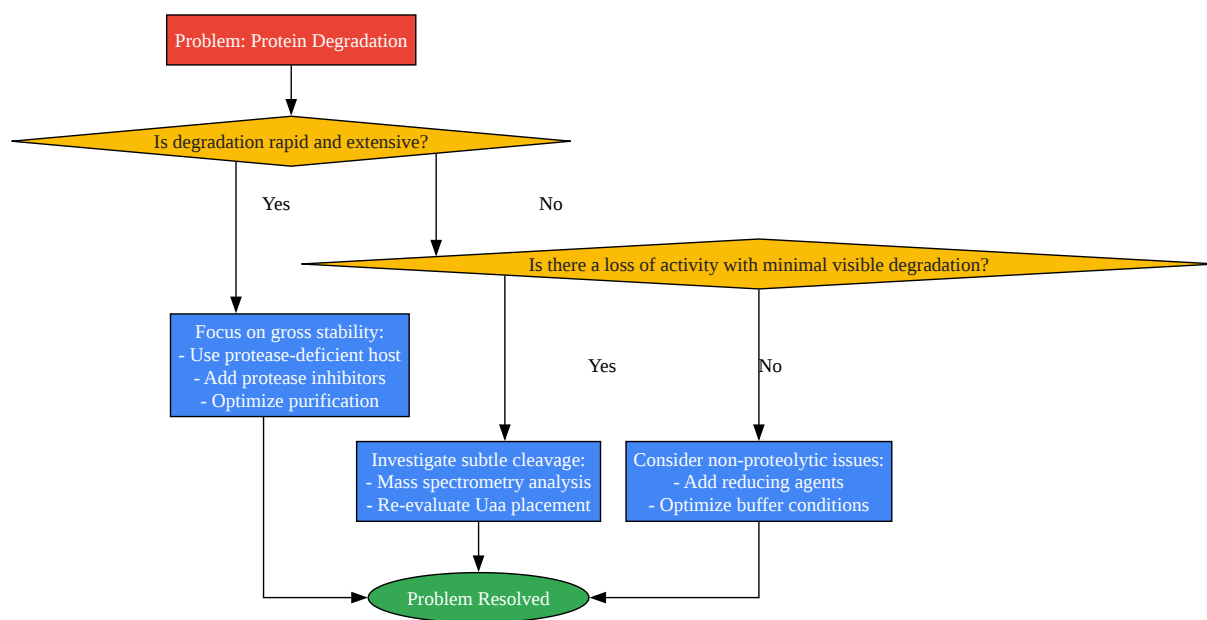 Problem: Protein Degradation
Is degradation rapid and extensive?
Yes
No
Is there a loss of activity with minimal visible degradation?
Focus on gross stability:
- Use protease-deficient host
- Add protease inhibitors
- Optimize purification
Yes
No
Investigate subtle cleavage:
- Mass spectrometry analysis
- Re-evaluate Uaa placement
Consider non-proteolytic issues:
- Add reducing agents
- Optimize buffer conditions
Problem Resolved